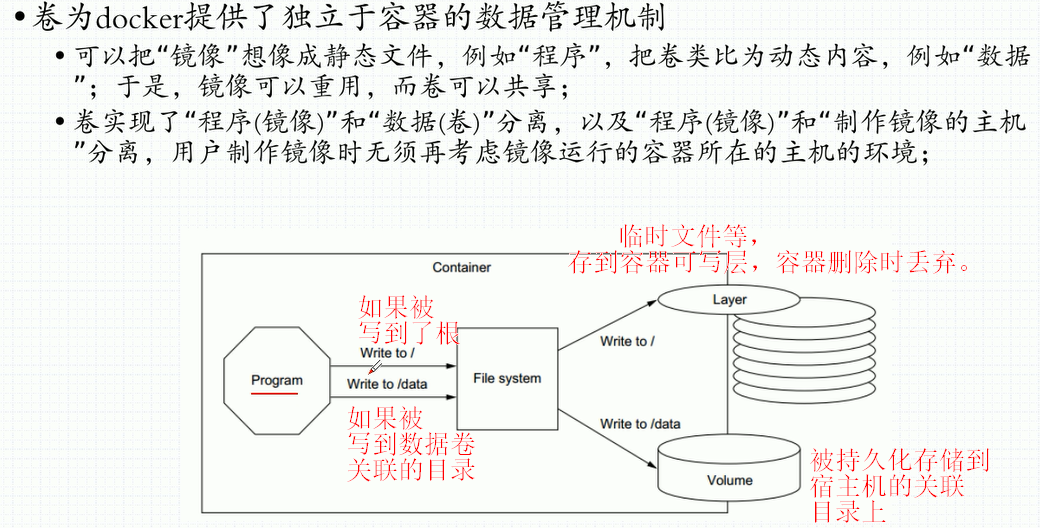 •卷为docker提供了独立于容器的数据管理机制
•可以把“镜像”想像成静态文件，例如“程序”，把卷类比为动态内容，例如“数据
”；于是，镜像可以重用，而卷可以共享；
•卷实现了“程序(镜像)”和“数据(卷)”分离，以及“程序(镜像)”和“制作镜像的主机
”分离，用户制作镜像时无须再考虑镜像运行的容器所在的主机的环境；
临时文件等，
存到容器可写层，容器删除时丢弃。
Container
如果被
写到了根
Layer
Write to /
Write to /
Program
Write to /data
File system
如果被
写到数据卷
关联的目录
Write to /data
Volume
被持久化存储到
宿主机的关联
目录上